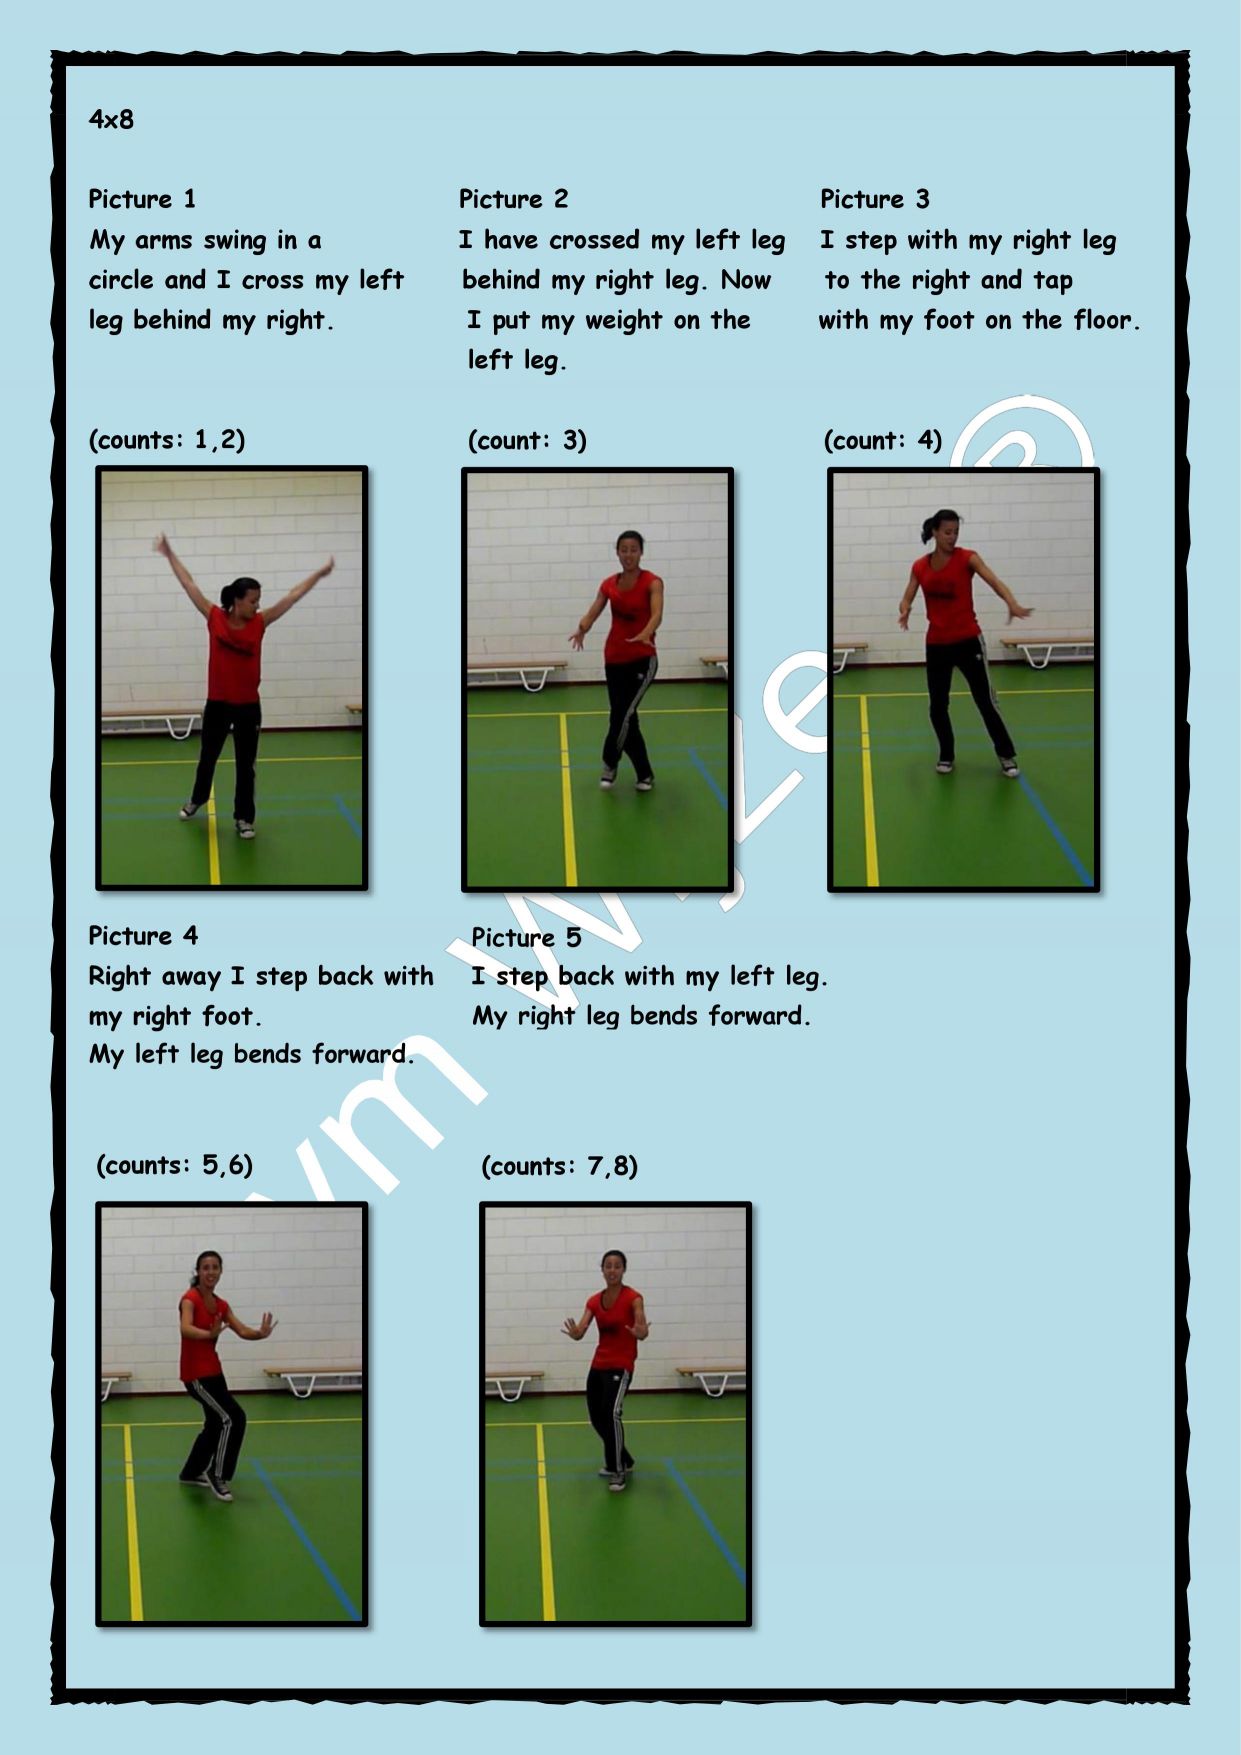 4x8
Picture 1
My arms swing in a
circle and I cross my left
leg behind my right.
(counts: 1,2)
Picture 2
I have crossed my left leg
behind my right leg. Now
I put my weight on the
left leg.
(count: 3)
Picture 3
I step with my right leg
to the right and tap
with my foot on the floor.
(count: 4)
Picture 4
Right away I step back with
my right foot.
My left leg bends forward.
(counts: 5,6)
Picture 5
I step back with my left leg.
My right leg bends forward.
(counts: 7,8)